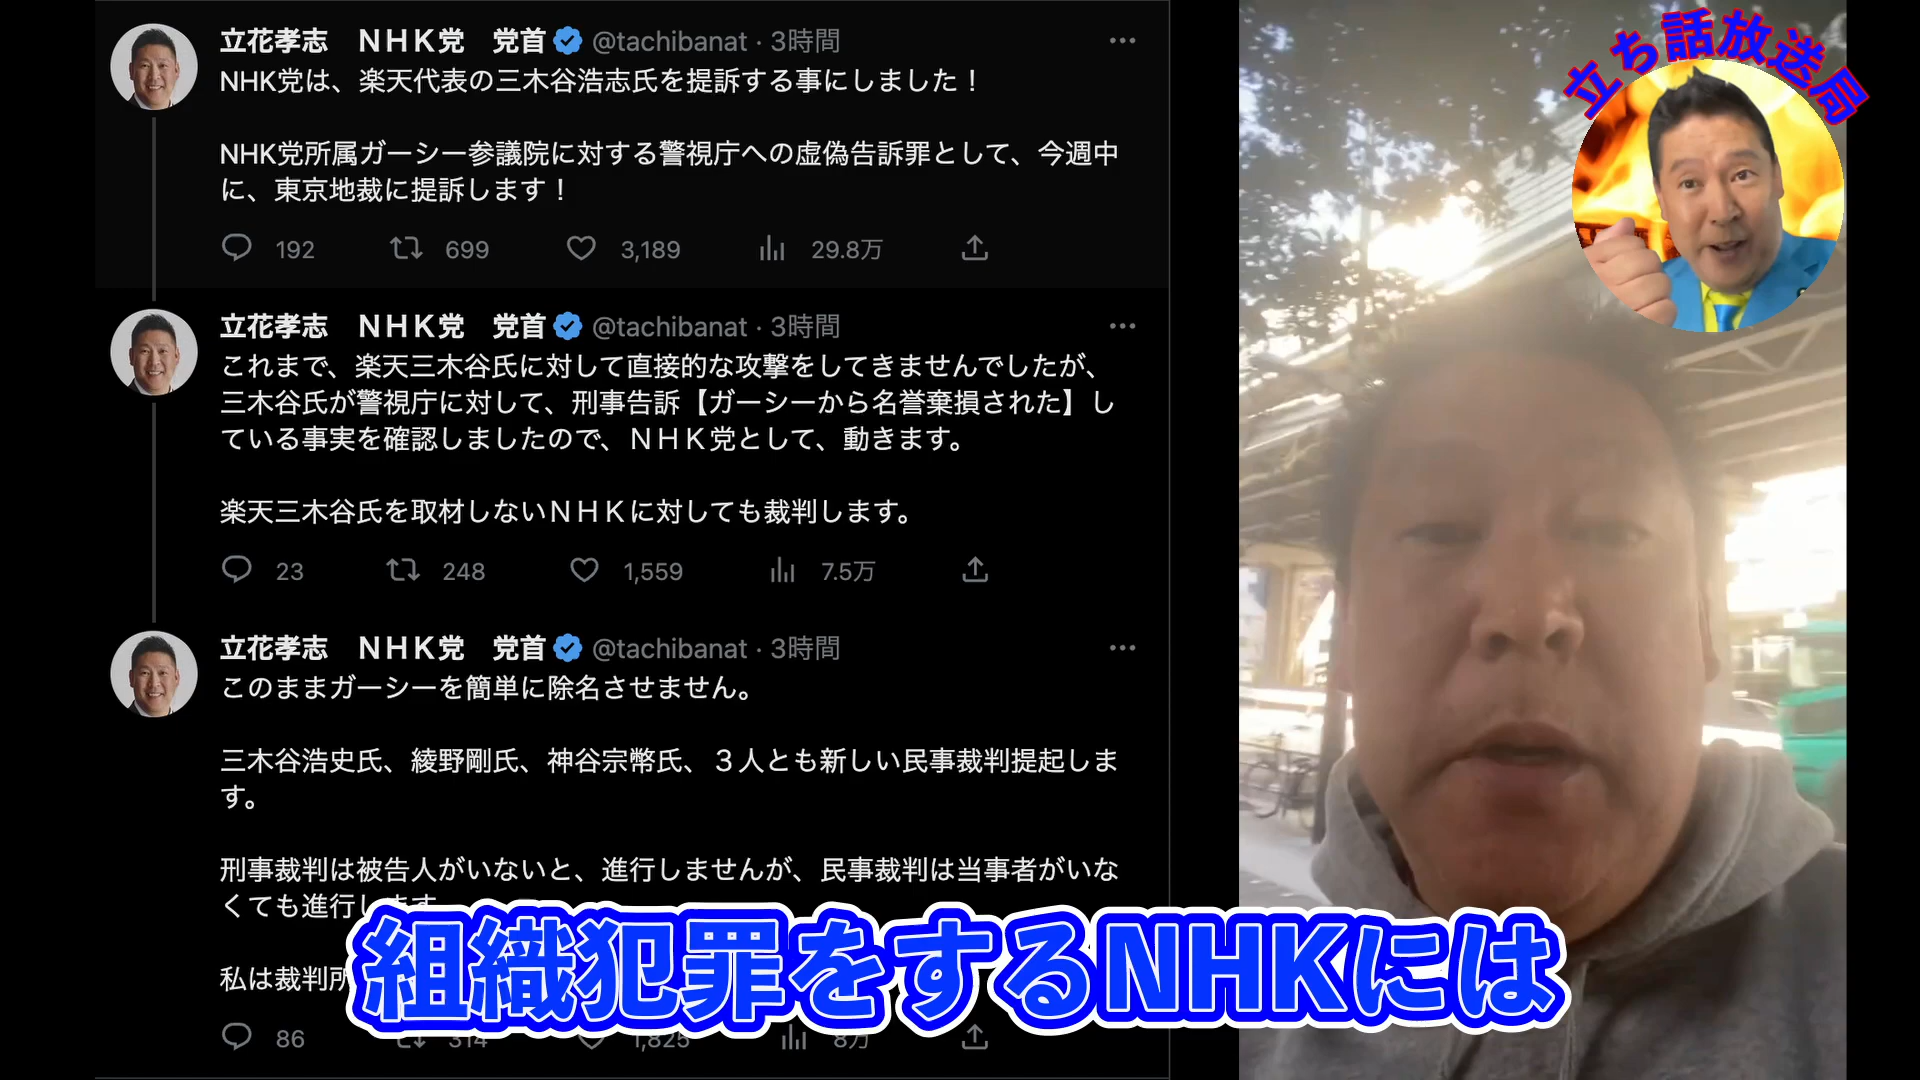 立花孝志　ＮＨＫ党　党首 @tachibanat · 3時間
NHK党は、楽天代表の三木谷浩志氏を提訴する事にしました！
NHK党所属ガーシー参議院に対する警視庁への虚偽告訴罪として、今週中
に、東京地裁に提訴します！
192 699 3,189 29.8万
立花孝志　ＮＨＫ党　党首 @tachibanat · 3時間
これまで、楽天三木谷氏に対して直接的な攻撃をしてきませんでしたが、
三木谷氏が警視庁に対して、刑事告訴【ガーシーから名誉棄損された】し
ている事実を確認しましたので、ＮＨＫ党として、動きます。
楽天三木谷氏を取材しないＮＨＫに対しても裁判します。
23 248 1,559 7.5万
立花孝志　ＮＨＫ党　党首 @tachibanat · 3時間
このままガーシーを簡単に除名させません。
三木谷浩史氏、綾野剛氏、神谷宗幣氏、３人とも新しい民事裁判提起しま
す。
刑事裁判は被告人がいないと、進行しませんが、民事裁判は当事者がいな
くても進行します
私は裁判所
86 314 1,825 8万
立ち話放送局
組織犯罪をするNHKには